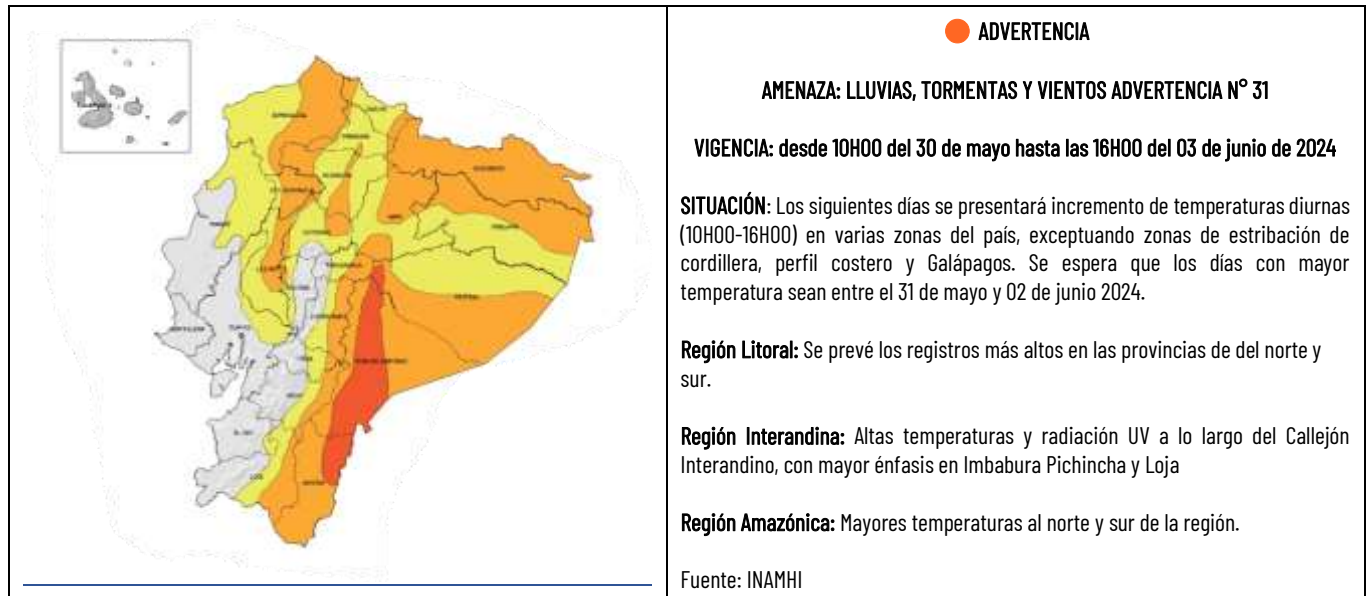 ADVERTENCIA
AMENAZA: LLUVIAS, TORMENTAS Y VIENTOS ADVERTENCIA N° 31
VIGENCIA: desde 10H00 del 30 de mayo hasta las 16H00 del 03 de junio de 2024
SITUACIÓN: Los siguientes días se presentará incremento de temperaturas diurnas
(10H00-16H00) en varias zonas del país, exceptuando zonas de estribación de
cordillera, perfil costero y Galápagos. Se espera que los días con mayor
temperatura sean entre el 31 de mayo y 02 de junio 2024.
Región Litoral: Se prevé los registros más altos en las provincias de del norte y
sur.
Región Interandina: Altas temperaturas y radiación UV a lo largo del Callejón
Interandino, con mayor énfasis en Imbabura Pichincha y Loja
Región Amazónica: Mayores temperaturas al norte y sur de la región.
Fuente: INAMHI